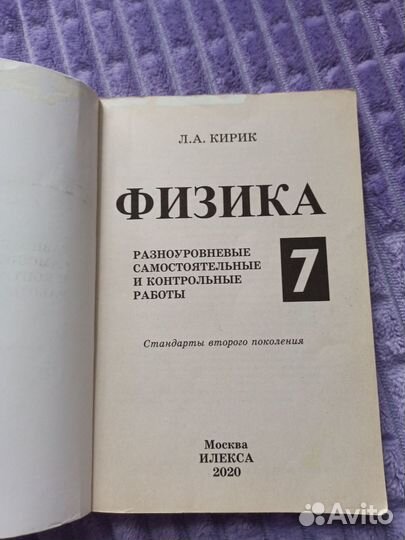 Л.А. КИРИК
ФИЗИКА
РАЗНОУРОВНЕВЫЕ
САМОСТОЯТЕЛЬНЫЕ
И КОНТРОЛЬНЫЕ
РАБОТЫ
7
Стандарты второго поколения
Москва
ИЛЕКСА
2020
Avito